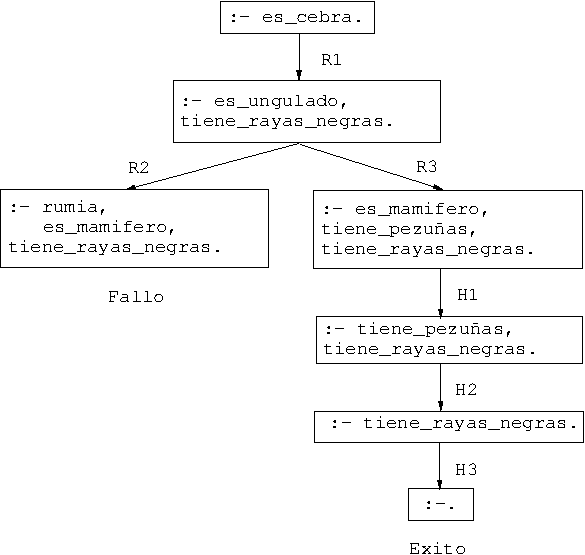 :- es_cebra.
R1
:- es_ungulado,
tiene_rayas_negras.
R2
R3
:- rumia,
es_mamifero,
tiene_rayas_negras.
Fallo
:- es_mamifero,
tiene_pezuñas,
tiene_rayas_negras.
H1
:- tiene_pezuñas,
tiene_rayas_negras.
H2
:- tiene_rayas_negras.
H3
:-.
Exito